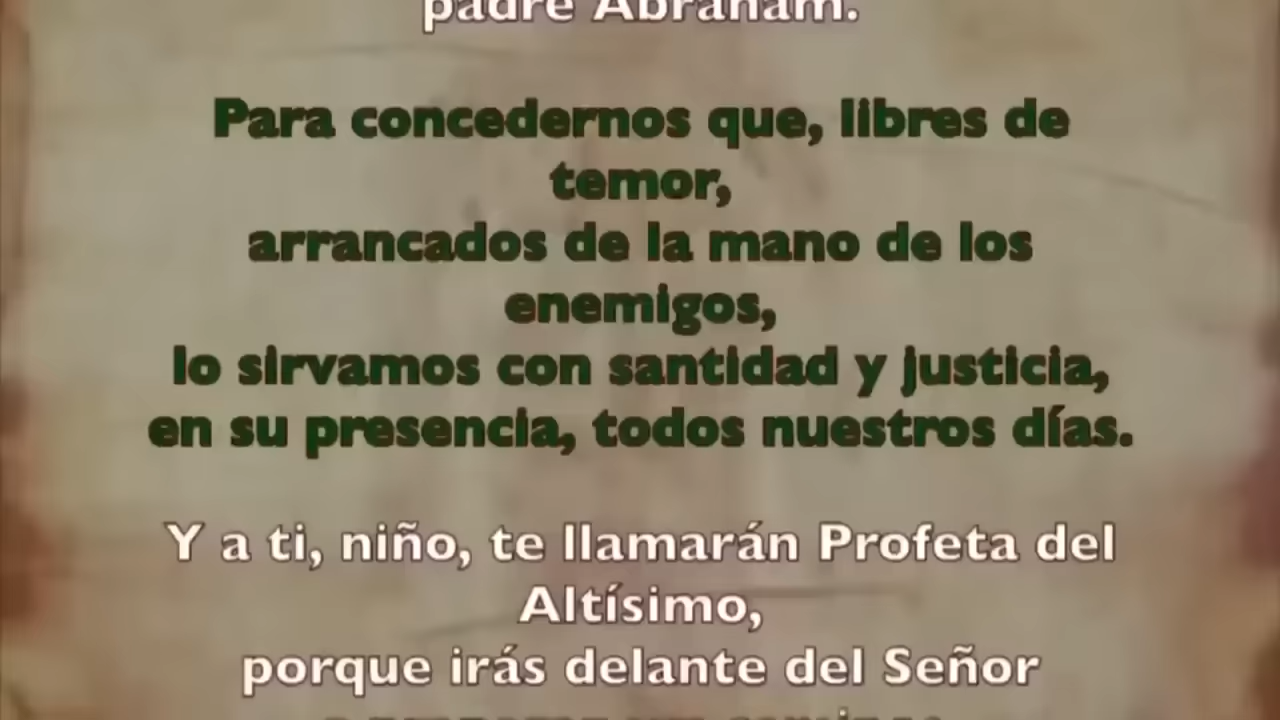 padre Abraham.
Para concedernos que, libres de
temor,
arrancados de la mano de los
enemigos,
lo sirvamos con santidad y justicia,
en su presencia, todos nuestros días.
Y a ti, niño, te llamarán Profeta del
Altísimo,
porque irás delante del Señor